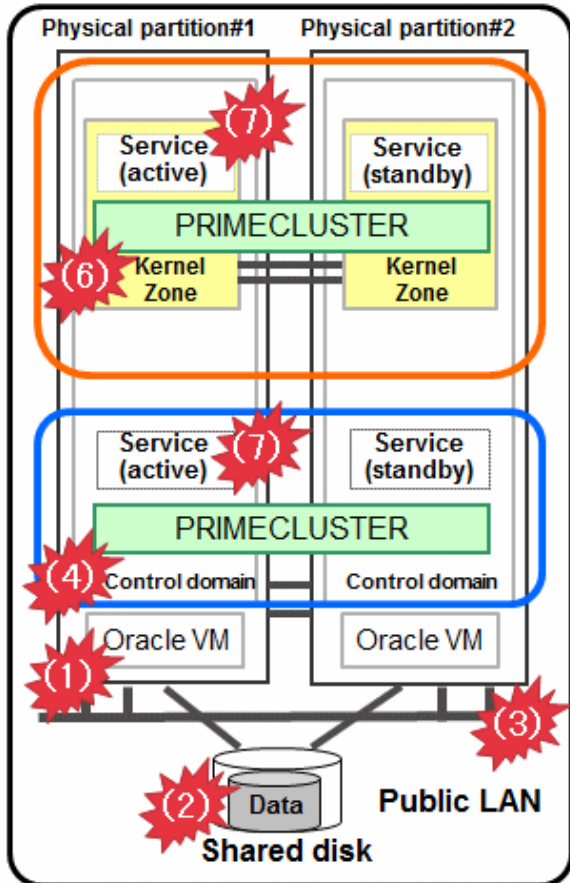 Physical partition#1
Physical partition#2
(7)
Service
(active)
Service
(standby)
PRIMECLUSTER
(6)
Kernel
Zone
Kernel
Zone
Service
(active)
(7)
Service
(standby)
PRIMECLUSTER
(4)
Control domain
Control domain
(1)
Oracle VM
Oracle VM
(3)
(2)
Data
Public LAN
Shared disk